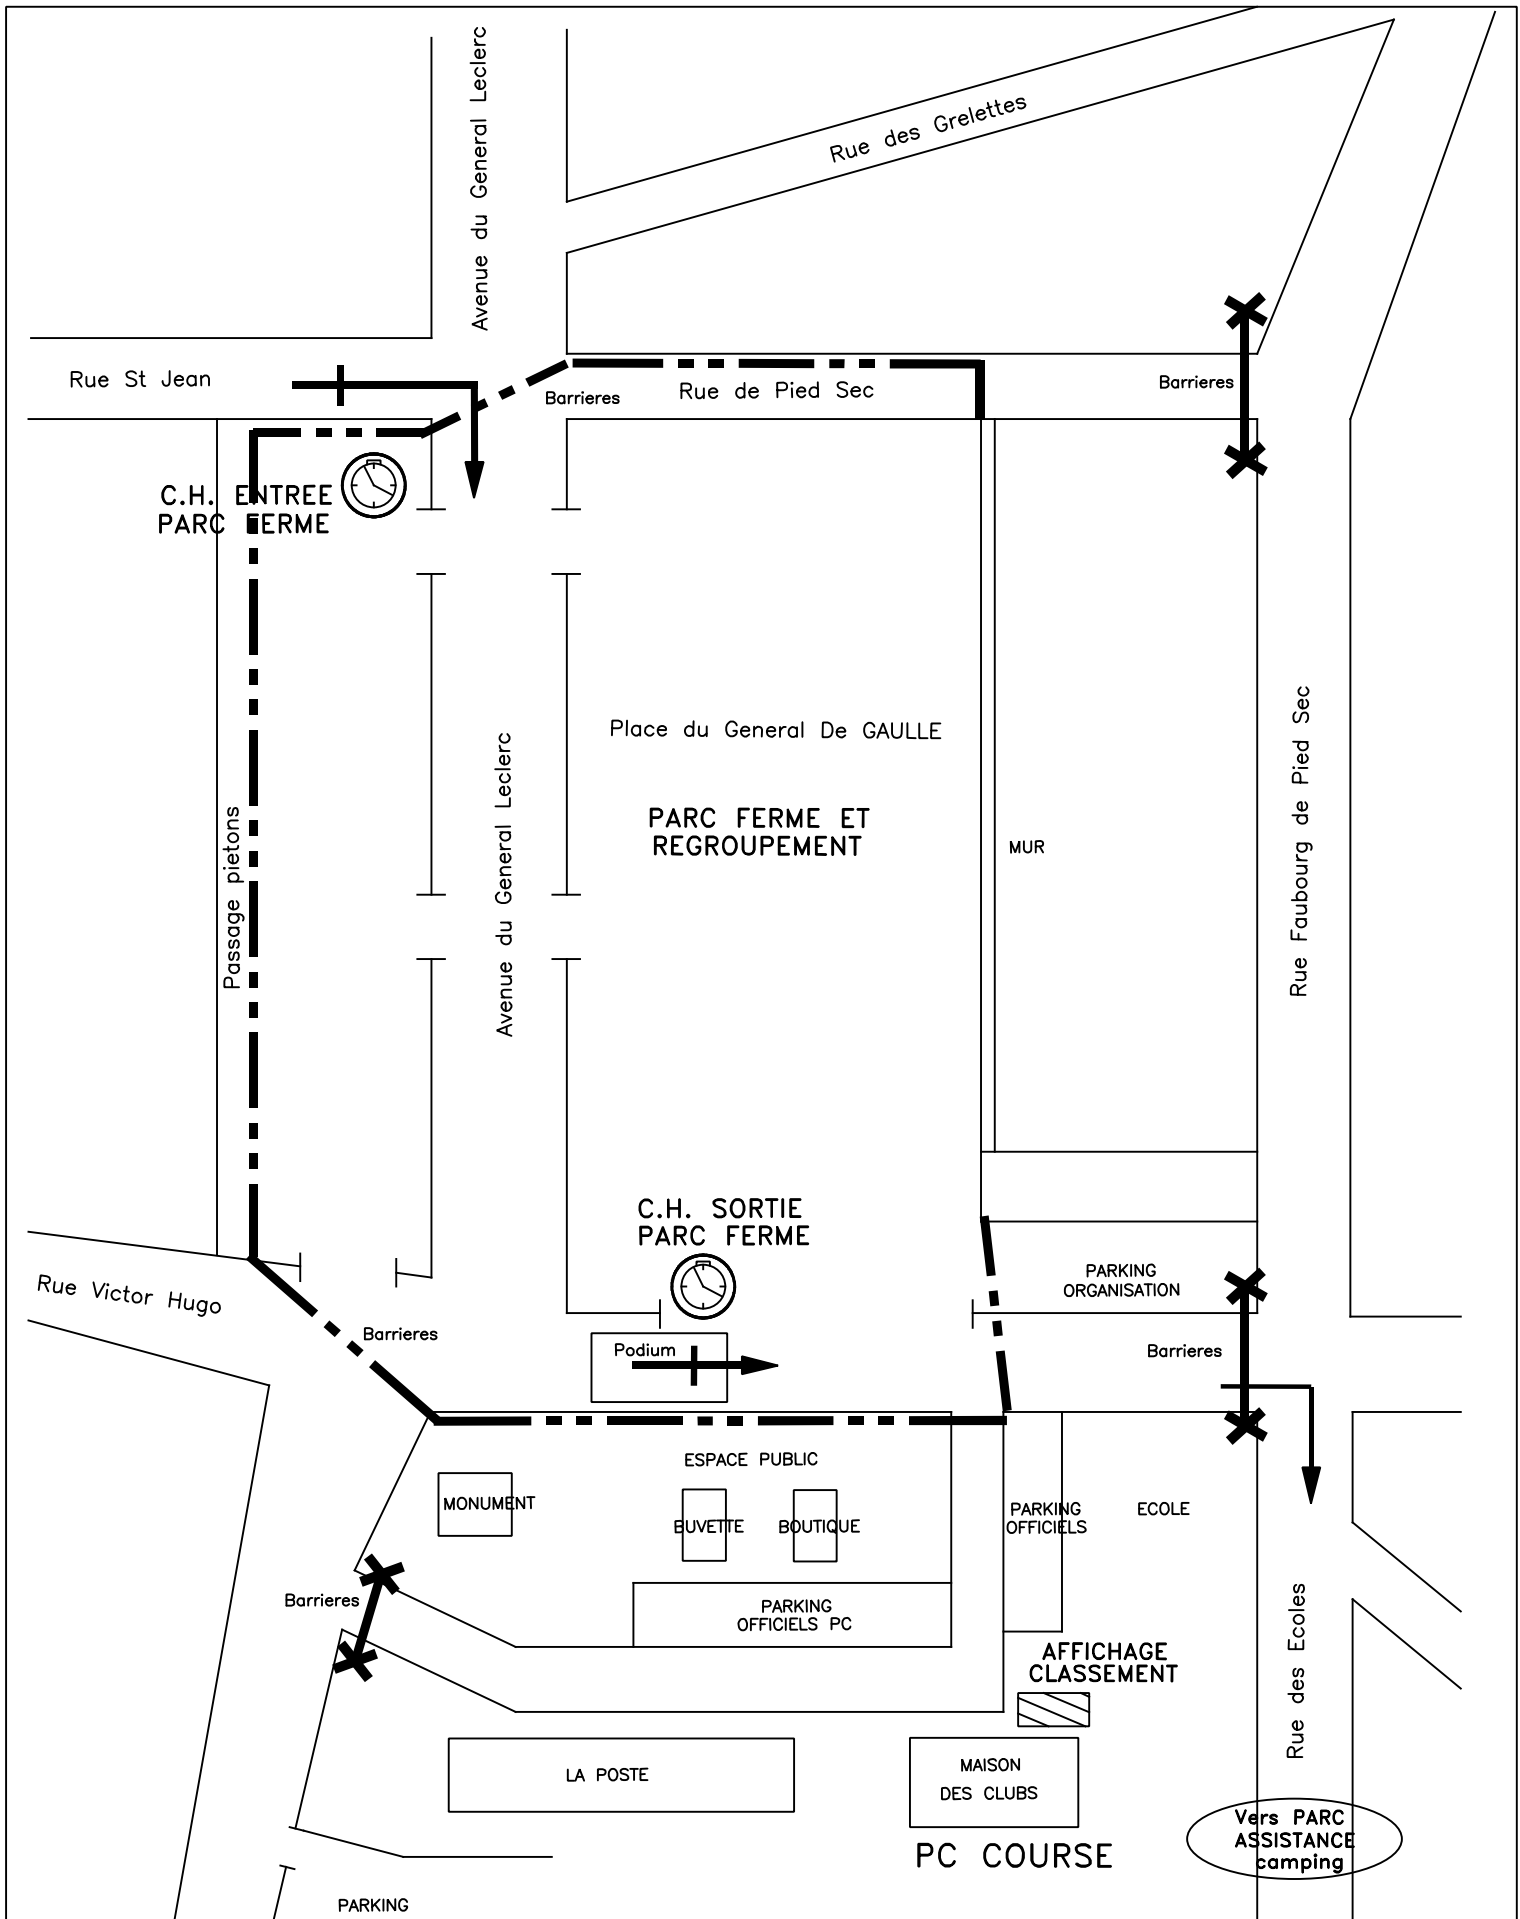 Avenue du General Leclerc
Rue des Grelettes
Rue St Jean
Barrieres
Rue de Pied Sec
Barrieres
C.H. ENTREE
PARC FERME
Place du General De GAULLE
Rue Faubourg de Pied Sec
Passage pietons
Avenue du General Leclerc
PARC FERME ET
REGROUPEMENT
MUR
C.H. SORTIE
PARC FERME
Rue Victor Hugo
PARKING
ORGANISATION
Barrieres
Podium
Barrieres
ESPACE PUBLIC
MONUMENT
BUVETTE
BOUTIQUE
PARKING
OFFICIELS
ECOLE
Barrieres
PARKING
OFFICIELS PC
Rue des Ecoles
AFFICHAGE
CLASSEMENT
LA POSTE
MAISON
DES CLUBS
Vers PARC
ASSISTANCE
camping
PC COURSE
PARKING